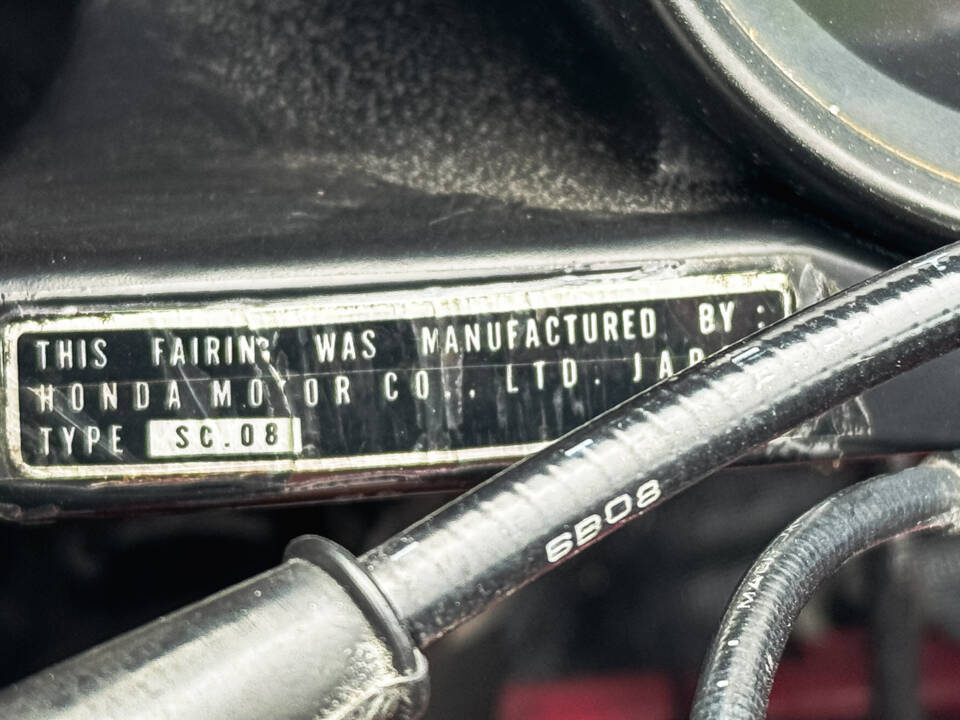 THIS FAIRING WAS MANUFACTURED BY:
HONDA MOTOR CO., LTD. JAP
TYPE SC.08
6B08